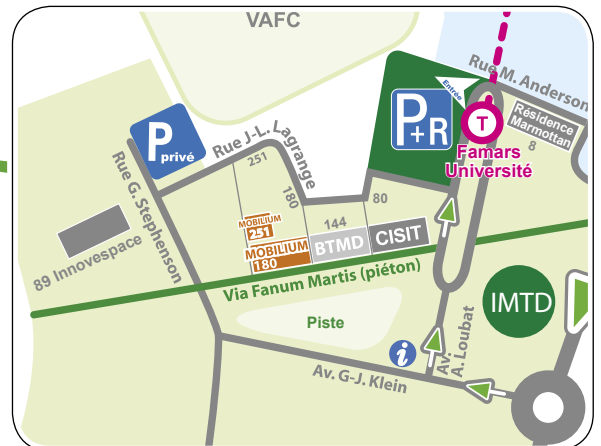 VAFC
Rue M. Anderson
Entrée
P+R
T
Résidence
Marmottan
8
Famars
Université
P
privé
Rue J-L. Lagrange
251
180
80
144
Rue G. Stephenson
89 Innovespace
MOBILIUM
251
MOBILIUM
180
BTMD
CISIT
Via Fanum Martis (piéton)
IMTD
Piste
i
Av. A. Loubat
Av. G-J. Klein